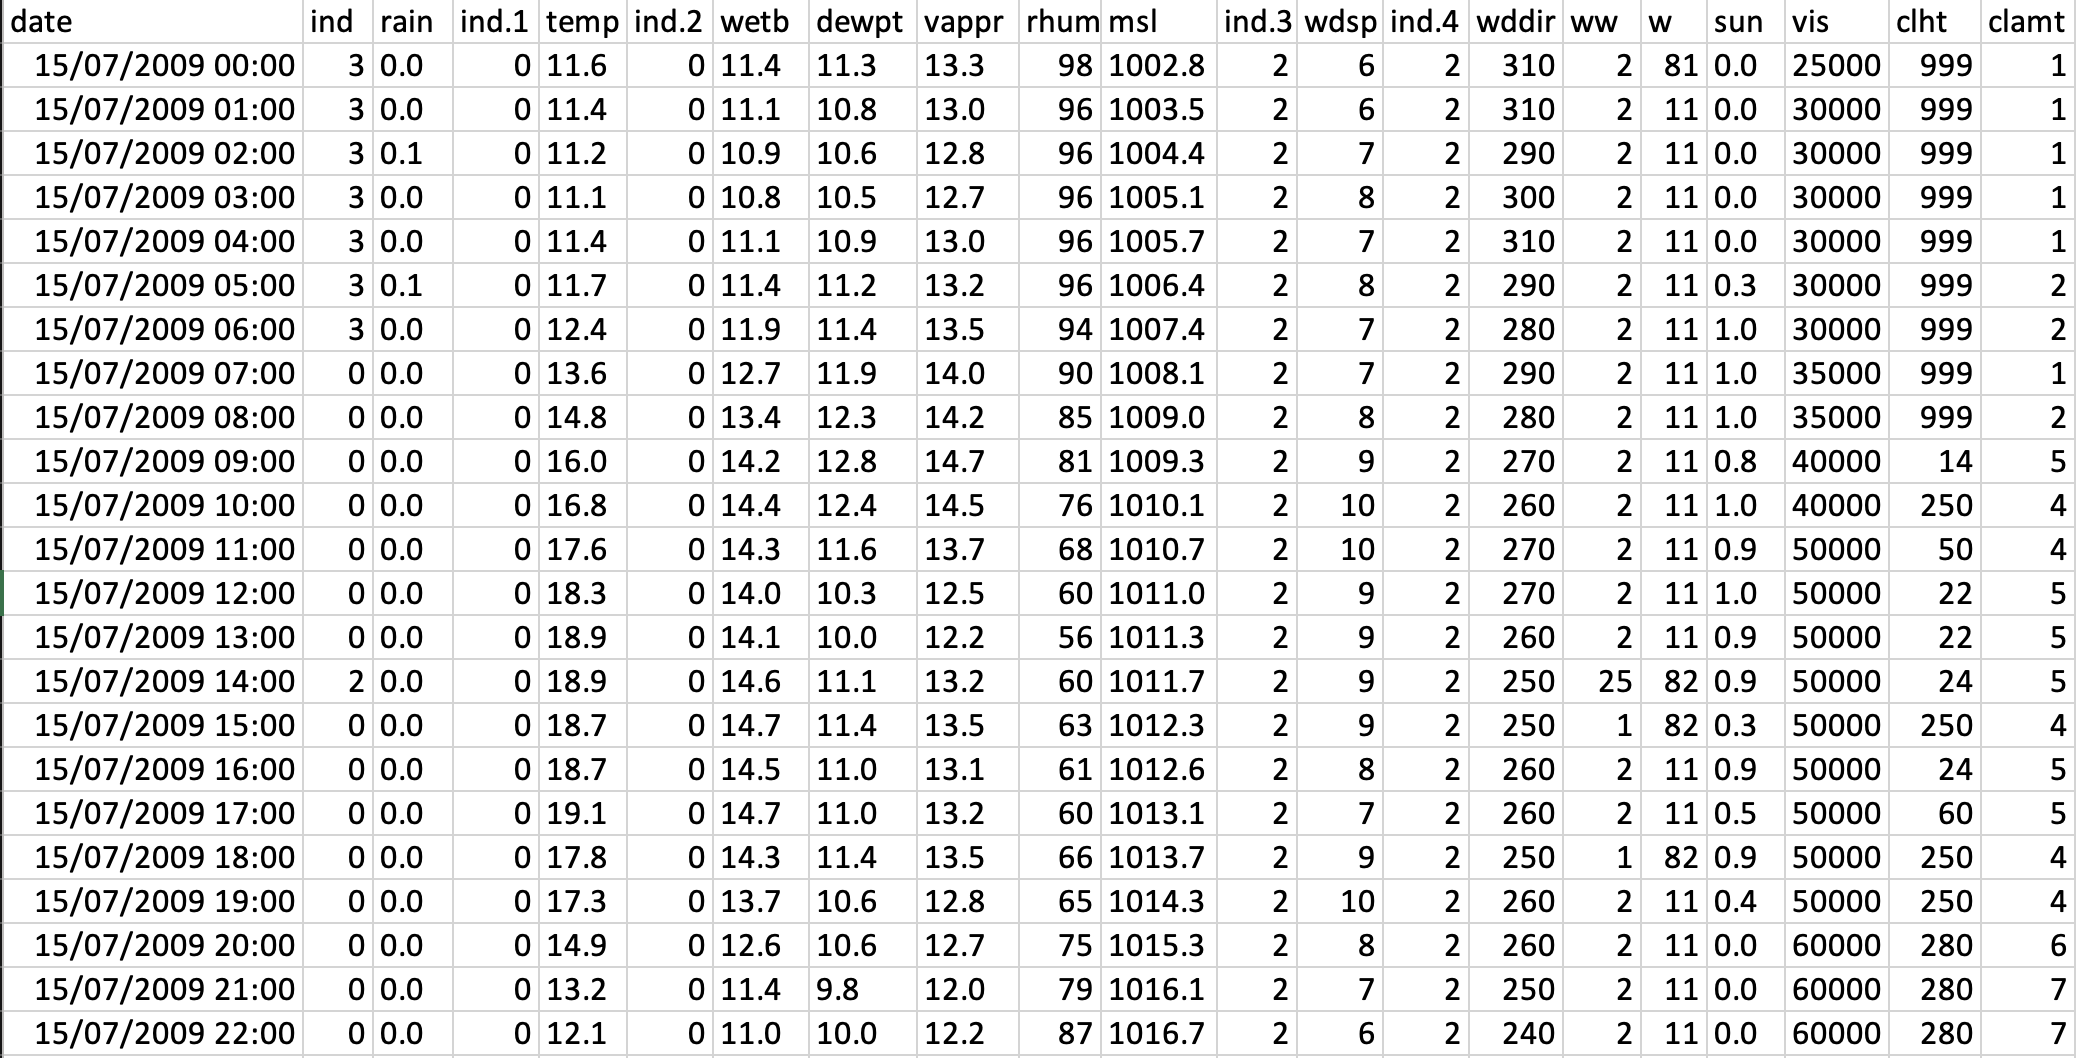 date ind rain ind.1 temp ind.2 wetb dewpt vappr rhum msl ind.3 wdsp ind.4 wddir ww w sun vis clht clamt
15/07/2009 00:00 3 0.0 0 11.6 0 11.4 11.3 13.3 98 1002.8 2 6 2 310 2 81 0.0 25000 999 1
15/07/2009 01:00 3 0.0 0 11.4 0 11.1 10.8 13.0 96 1003.5 2 6 2 310 2 11 0.0 30000 999 1
15/07/2009 02:00 3 0.1 0 11.2 0 10.9 10.6 12.8 96 1004.4 2 7 2 290 2 11 0.0 30000 999 1
15/07/2009 03:00 3 0.0 0 11.1 0 10.8 10.5 12.7 96 1005.1 2 8 2 300 2 11 0.0 30000 999 1
15/07/2009 04:00 3 0.0 0 11.4 0 11.1 10.9 13.0 96 1005.7 2 7 2 310 2 11 0.0 30000 999 1
15/07/2009 05:00 3 0.1 0 11.7 0 11.4 11.2 13.2 96 1006.4 2 8 2 290 2 11 0.3 30000 999 2
15/07/2009 06:00 3 0.0 0 12.4 0 11.9 11.4 13.5 94 1007.4 2 7 2 280 2 11 1.0 30000 999 2
15/07/2009 07:00 0 0.0 0 13.6 0 12.7 11.9 14.0 90 1008.1 2 7 2 290 2 11 1.0 35000 999 1
15/07/2009 08:00 0 0.0 0 14.8 0 13.4 12.3 14.2 85 1009.0 2 8 2 280 2 11 1.0 35000 999 2
15/07/2009 09:00 0 0.0 0 16.0 0 14.2 12.8 14.7 81 1009.3 2 9 2 270 2 11 0.8 40000 14 5
15/07/2009 10:00 0 0.0 0 16.8 0 14.4 12.4 14.5 76 1010.1 2 10 2 260 2 11 1.0 40000 250 4
15/07/2009 11:00 0 0.0 0 17.6 0 14.3 11.6 13.7 68 1010.7 2 10 2 270 2 11 0.9 50000 50 4
15/07/2009 12:00 0 0.0 0 18.3 0 14.0 10.3 12.5 60 1011.0 2 9 2 270 2 11 1.0 50000 22 5
15/07/2009 13:00 0 0.0 0 18.9 0 14.1 10.0 12.2 56 1011.3 2 9 2 260 2 11 0.9 50000 22 5
15/07/2009 14:00 2 0.0 0 18.9 0 14.6 11.1 13.2 60 1011.7 2 9 2 250 25 82 0.9 50000 24 5
15/07/2009 15:00 0 0.0 0 18.7 0 14.7 11.4 13.5 63 1012.3 2 9 2 250 1 82 0.3 50000 250 4
15/07/2009 16:00 0 0.0 0 18.7 0 14.5 11.0 13.1 61 1012.6 2 8 2 260 2 11 0.9 50000 24 5
15/07/2009 17:00 0 0.0 0 19.1 0 14.7 11.0 13.2 60 1013.1 2 7 2 260 2 11 0.5 50000 60 5
15/07/2009 18:00 0 0.0 0 17.8 0 14.3 11.4 13.5 66 1013.7 2 9 2 250 1 82 0.9 50000 250 4
15/07/2009 19:00 0 0.0 0 17.3 0 13.7 10.6 12.8 65 1014.3 2 10 2 260 2 11 0.4 50000 250 4
15/07/2009 20:00 0 0.0 0 14.9 0 12.6 10.6 12.7 75 1015.3 2 8 2 260 2 11 0.0 60000 280 6
15/07/2009 21:00 0 0.0 0 13.2 0 11.4 9.8 12.0 79 1016.1 2 7 2 250 2 11 0.0 60000 280 7
15/07/2009 22:00 0 0.0 0 12.1 0 11.0 10.0 12.2 87 1016.7 2 6 2 240 2 11 0.0 60000 280 7